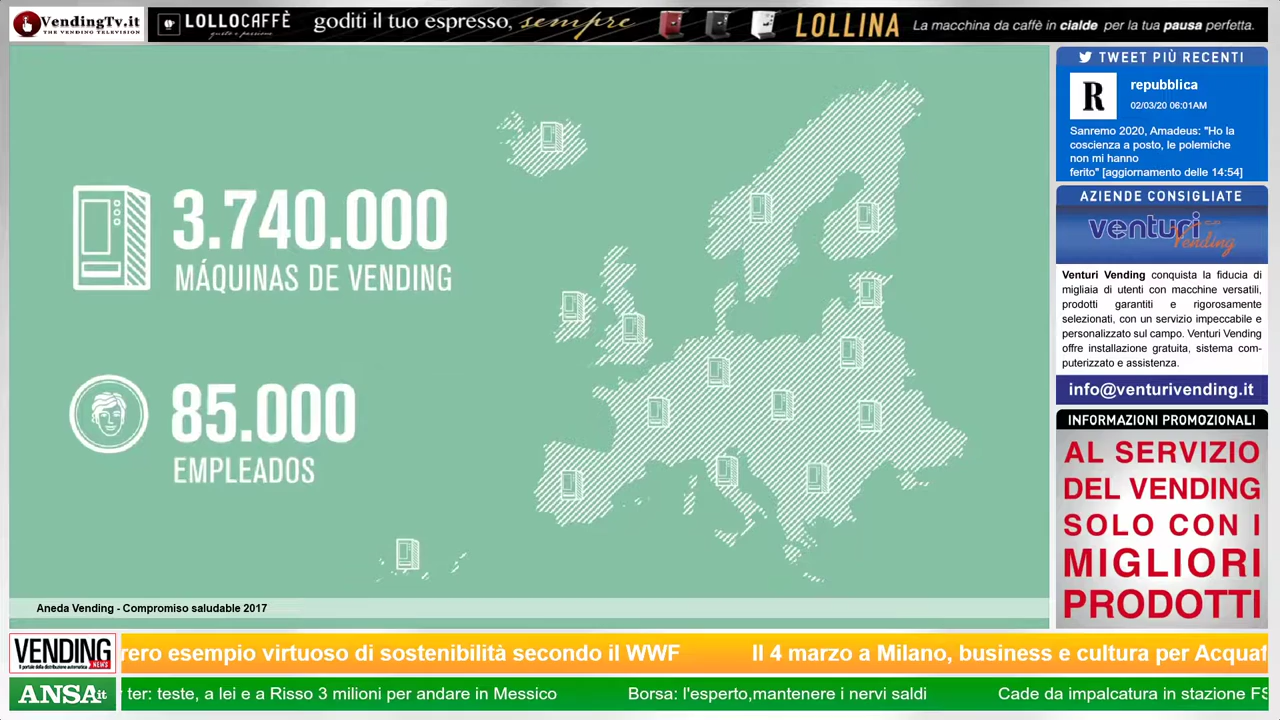 VendingTv.it
THE VENDING TELEVISION
LOLLOCAFFÈ
gusto e passione
goditi il tuo espresso, sempre
LOLLINA
La macchina da caffè in cialde per la tua pausa perfetta.
3.740.000
MÁQUINAS DE VENDING
85.000
EMPLEADOS
Aneda Vending - Compromiso saludable 2017
TWEET PIÙ RECENTI
R
repubblica
02/03/20 06:01AM
Sanremo 2020, Amadeus: "Ho la
coscienza a posto, le polemiche
non mi hanno
ferito" [aggiornamento delle 14:54]
AZIENDE CONSIGLIATE
venturi
Vending
Venturi Vending conquista la fiducia di
migliaia di utenti con macchine versatili,
prodotti garantiti e rigorosamente
selezionati, con un servizio impeccabile e
personalizzato sul campo. Venturi Vending
offre installazione gratuita, sistema com-
puterizzato e assistenza.
info@venturivending.it
INFORMAZIONI PROMOZIONALI
AL SERVIZIO
DEL VENDING
SOLO CON I
MIGLIORI
PRODOTTI
VENDING
NEWS
Il portale della distribuzione automatica
rero esempio virtuoso di sostenibilità secondo il WWF Il 4 marzo a Milano, business e cultura per Acquaf
ANSA.it
ter: teste, a lei e a Risso 3 milioni per andare in Messico Borsa: l'esperto,mantenere i nervi saldi Cade da impalcatura in stazione FS